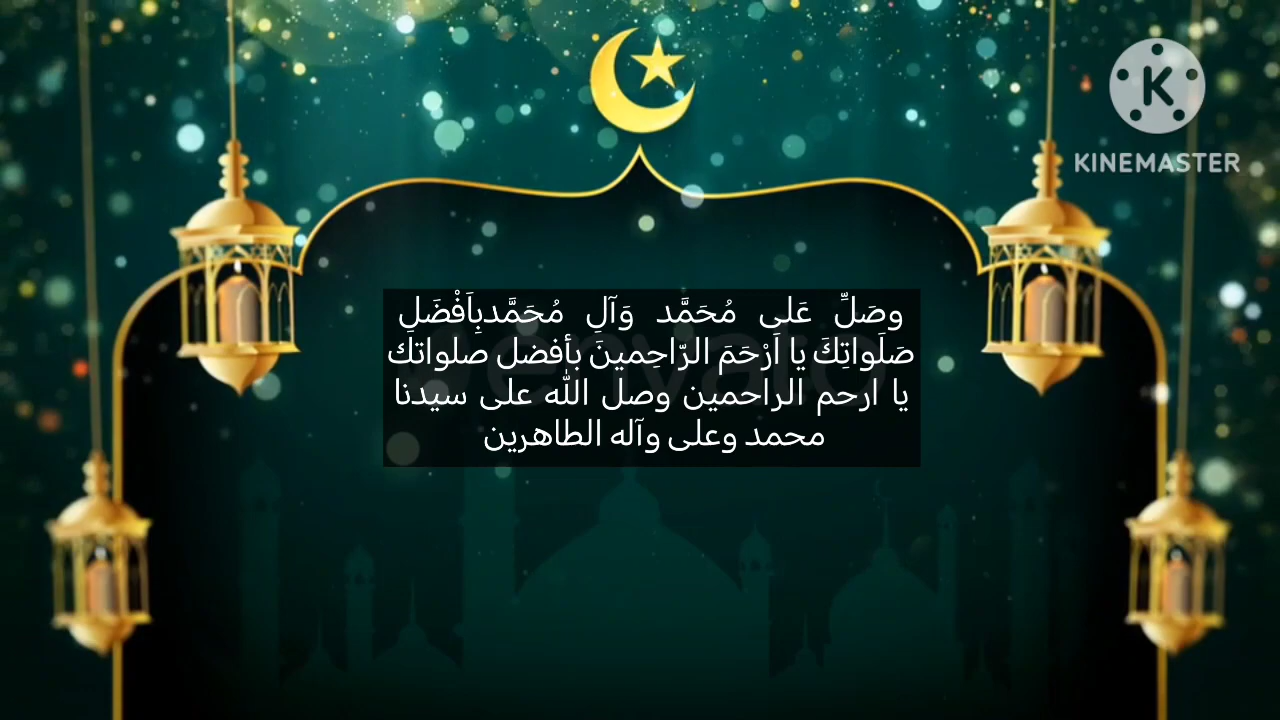 KINEMASTER
وصَلِّ عَلى مُحَمَّد وَآلِ مُحَمَّدبِاَفْضَلِ
صَلَواتِكَ يا اَرْحَمَ الرّاحِمينَ بأفضل صلواتك
يا ارحم الراحمين وصل الله على سيدنا
محمد وعلى وآله الطاهرين
envato